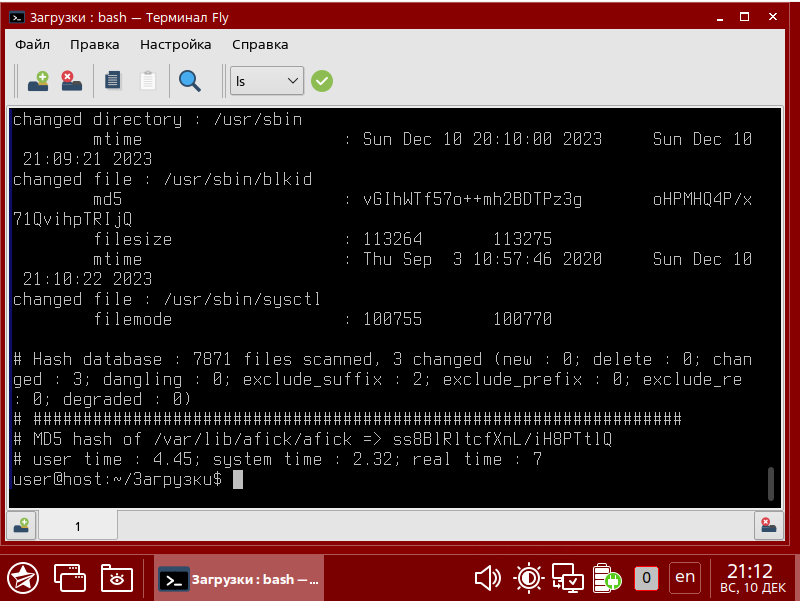 Загрузки : bash — Терминал Fly
Файл Правка Настройка Справка
ls
changed directory : /usr/sbin
mtime : Sun Dec 10 20:10:00 2023 Sun Dec 10
21:09:21 2023
changed file : /usr/sbin/blkid
md5 : vGIhWTf57o++mh2BDTPz3g oHPMHQ4P/x
71QvihpTRIjQ
filesize : 113264 113275
mtime : Thu Sep 3 10:57:46 2020 Sun Dec 10
21:10:22 2023
changed file : /usr/sbin/sysctl
filemode : 100755 100770
# Hash database : 7871 files scanned, 3 changed (new : 0; delete : 0; chan
ged : 3; dangling : 0; exclude_suffix : 2; exclude_prefix : 0; exclude_re
: 0; degraded : 0)
# #################################################################
# MD5 hash of /var/lib/afick/afick => ss8BlRltcfXnL/iH8PTtlQ
# user time : 4.45; system time : 2.32; real time : 7
user@host:~/Загрузки$
1
Загрузки : bash —...
0
en
21:12
ВС, 10 ДЕК